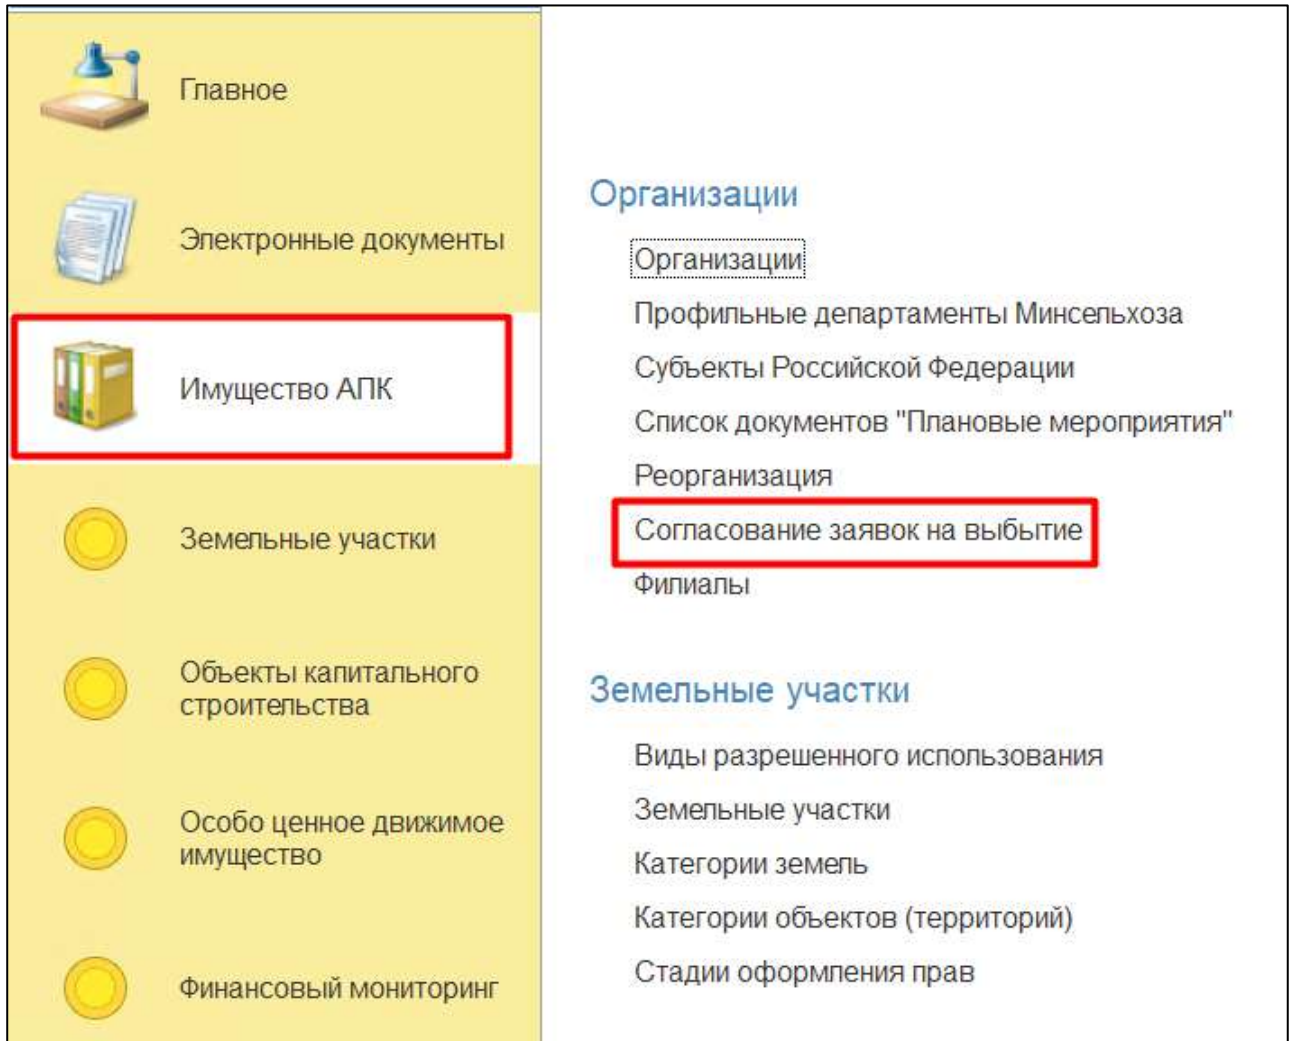 Главное
Электронные документы
Имущество АПК
Земельные участки
Объекты капитального
строительства
Особо ценное движимое
имущество
Финансовый мониторинг
Организации
Организации
Профильные департаменты Минсельхоза
Субъекты Российской Федерации
Список документов "Плановые мероприятия"
Реорганизация
Согласование заявок на выбытие
Филиалы
Земельные участки
Виды разрешенного использования
Земельные участки
Категории земель
Категории объектов (территорий)
Стадии оформления прав